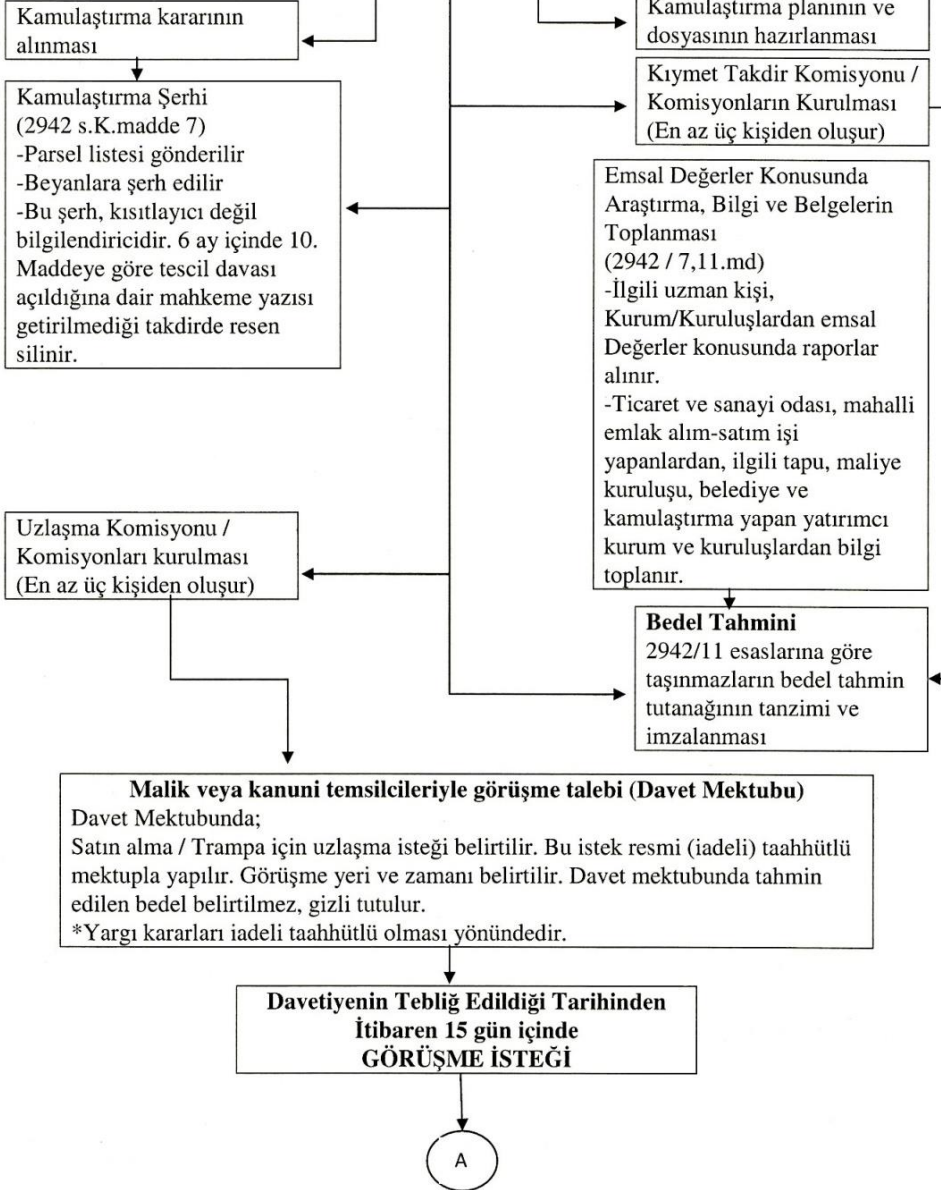 Kamulaştırma kararının
alınması
Kamulaştırma planının ve
dosyasının hazırlanması
Kamulaştırma Şerhi
(2942 s.K.madde 7)
-Parsel listesi gönderilir
-Beyanlara şerh edilir
-Bu şerh, kısıtlayıcı değil
bilgilendiricidir. 6 ay içinde 10.
Maddeye göre tescil davası
açıldığına dair mahkeme yazısı
getirilmediği takdirde resen
silinir.
Kıymet Takdir Komisyonu /
Komisyonların Kurulması
(En az üç kişiden oluşur)
Emsal Değerler Konusunda
Araştırma, Bilgi ve Belgelerin
Toplanması
(2942 / 7,11.md)
-İlgili uzman kişi,
Kurum/Kuruluşlardan emsal
Değerler konusunda raporlar
alınır.
-Ticaret ve sanayi odası, mahalli
emlak alım-satım işi
yapanlardan, ilgili tapu, maliye
kuruluşu, belediye ve
kamulaştırma yapan yatırımcı
kurum ve kuruluşlardan bilgi
toplanır.
Uzlaşma Komisyonu /
Komisyonları kurulması
(En az üç kişiden oluşur)
Bedel Tahmini
2942/11 esaslarına göre
taşınmazların bedel tahmin
tutanağının tanzimi ve
imzalanması
Malik veya kanuni temsilcileriyle görüşme talebi (Davet Mektubu)
Davet Mektubunda;
Satın alma / Trampa için uzlaşma isteği belirtilir. Bu istek resmi (iadeli) taahhütlü
mektupla yapılır. Görüşme yeri ve zamanı belirtilir. Davet mektubunda tahmin
edilen bedel belirtilmez, gizli tutulur.
*Yargı kararları iadeli taahhütlü olması yönündedir.
Davetiyenin Tebliğ Edildiği Tarihinden
İtibaren 15 gün içinde
GÖRÜŞME İSTEĞİ
A